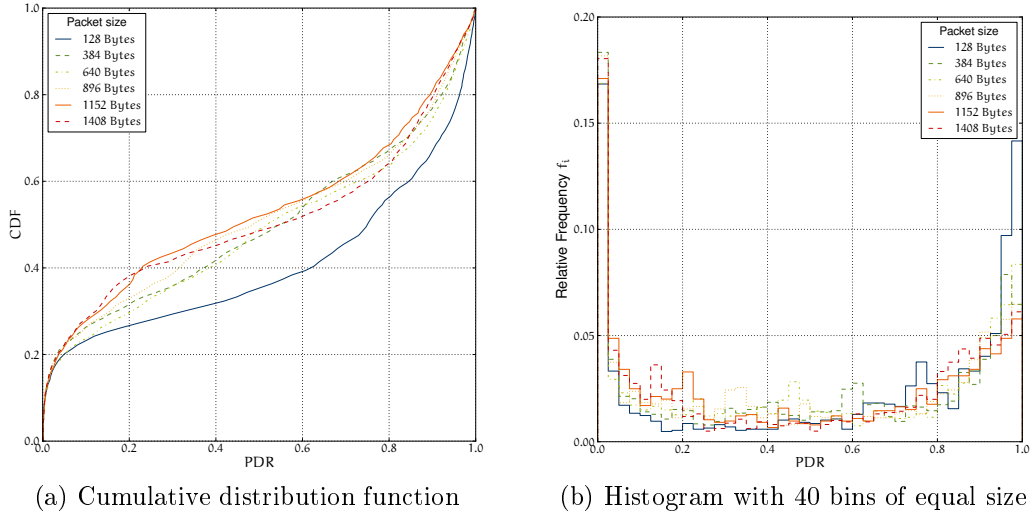 Packet size
128 Bytes
384 Bytes
640 Bytes
896 Bytes
1152 Bytes
1408 Bytes
CDF
1.0
0.8
0.6
0.4
0.2
0.0
0.0 0.2 0.4 0.6 0.8 1.0
PDR
(a) Cumulative distribution function
Packet size
128 Bytes
384 Bytes
640 Bytes
896 Bytes
1152 Bytes
1408 Bytes
Relative Frequency fi
0.20
0.15
0.10
0.05
0.00
0.0 0.2 0.4 0.6 0.8 1.0
PDR
(b) Histogram with 40 bins of equal size